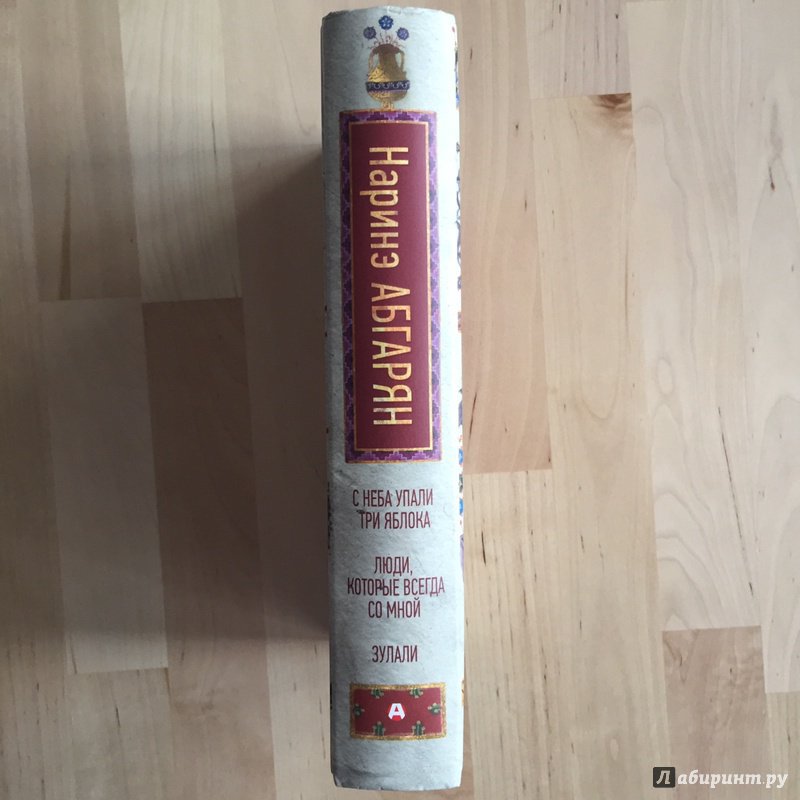 Наринэ АБГАРЯН
С НЕБА УПАЛИ
ТРИ ЯБЛОКА
ЛЮДИ,
КОТОРЫЕ ВСЕГДА
СО МНОЙ
ЗУЛАЛИ
А
Лабиринт.ру